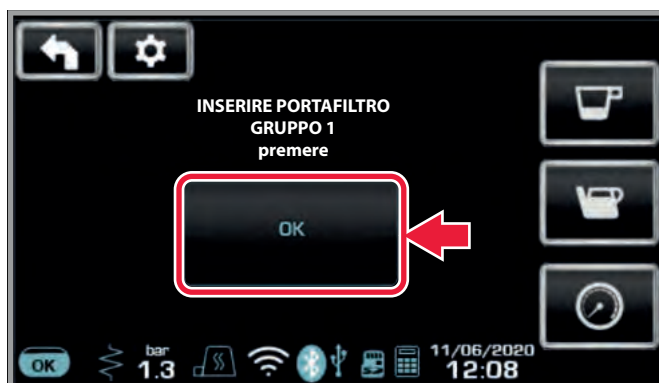 INSERIRE PORTAFILTRO
GRUPPO 1
premere
OK
OK
bar
1.3
11/06/2020
12:08